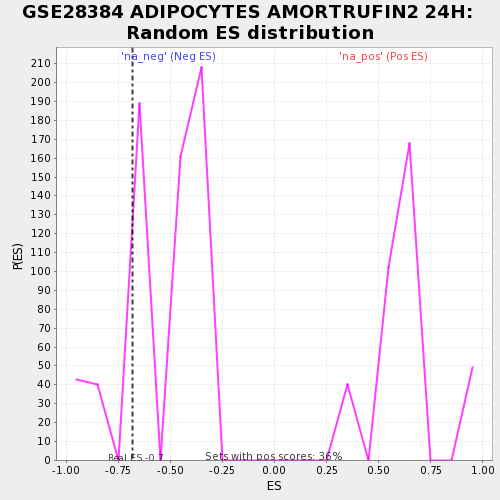 GSE28384 ADIPOCYTES AMORTRUFIN2 24H:
Random ES distribution
'na_neg' (Neg ES)
'na_pos' (Pos ES)
P(ES)
210
200
190
180
170
160
150
140
130
120
110
100
90
80
70
60
50
40
30
20
10
0
Real ES -0.7
Sets with pos scores: 36%
-1.00 -0.75 -0.50 -0.25 0.00 0.25 0.50 0.75 1.00
ES